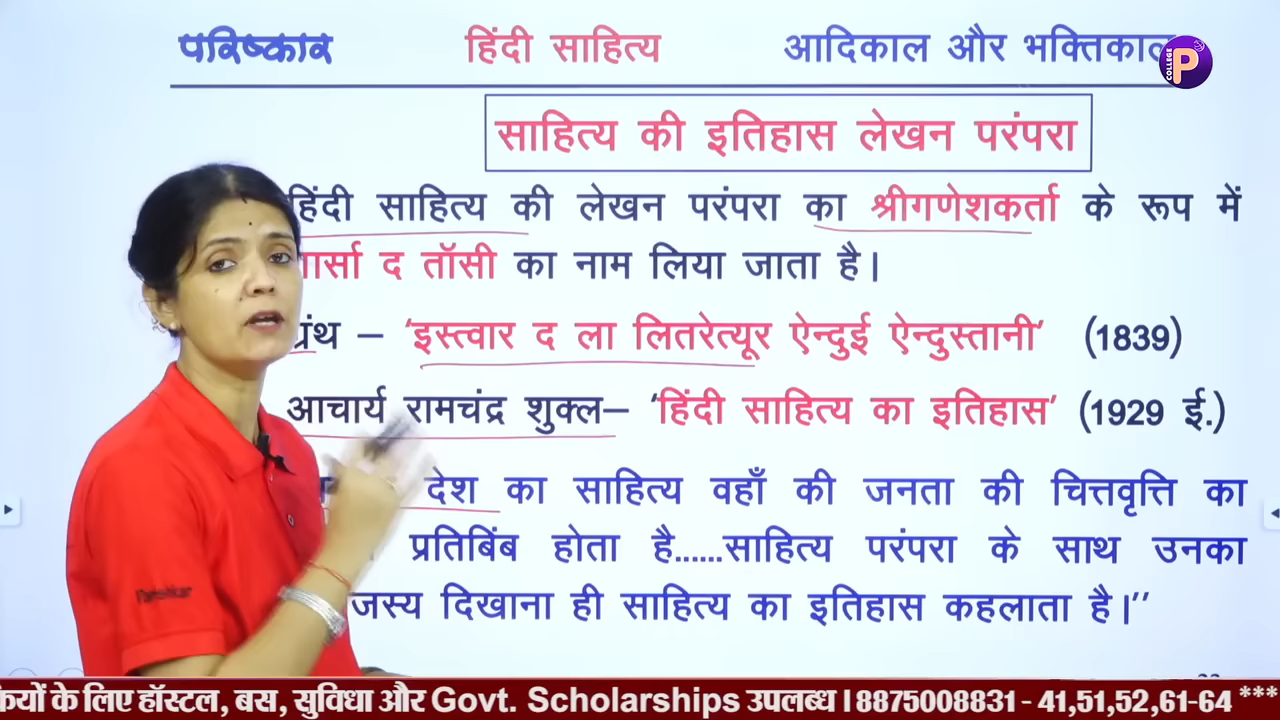 परिष्कार हिंदी साहित्य आदिकाल और भक्तिकाल
COLLEGE P
साहित्य की इतिहास लेखन परंपरा
हिंदी साहित्य की लेखन परंपरा का श्रीगणेशकर्ता के रूप में
गार्सा द तॉसी का नाम लिया जाता है।
ग्रंथ – ‘इस्त्वार द ला लितरेत्यूर ऐन्दुई ऐन्दुस्तानी’ (1839)
आचार्य रामचंद्र शुक्ल– ‘हिंदी साहित्य का इतिहास’ (1929 ई.)
देश का साहित्य वहाँ की जनता की चित्तवृत्ति का
प्रतिबिंब होता है......साहित्य परंपरा के साथ उनका
जस्य दिखाना ही साहित्य का इतिहास कहलाता है।’’
Parishkar
कियों के लिए हॉस्टल, बस, सुविधा और Govt. Scholarships उपलब्ध । 8875008831 - 41,51,52,61-64 ***